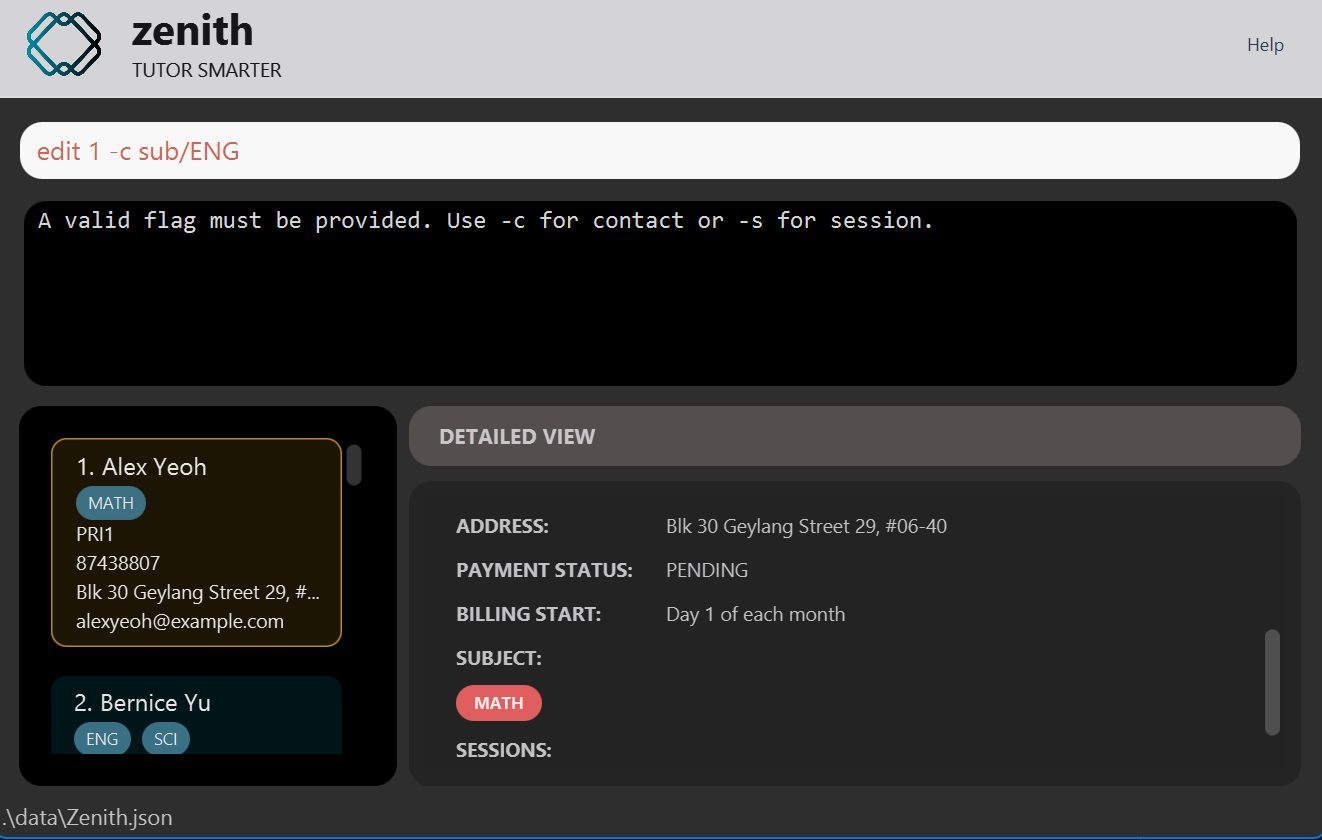 zenith
TUTOR SMARTER
Help
edit 1 -c sub/ENG
A valid flag must be provided. Use -c for contact or -s for session.
1. Alex Yeoh
MATH
PRI1
87438807
Blk 30 Geylang Street 29, #...
alexyeoh@example.com
2. Bernice Yu
ENG SCI
DETAILED VIEW
ADDRESS: Blk 30 Geylang Street 29, #06-40
PAYMENT STATUS: PENDING
BILLING START: Day 1 of each month
SUBJECT:
MATH
SESSIONS:
.\data\Zenith.json